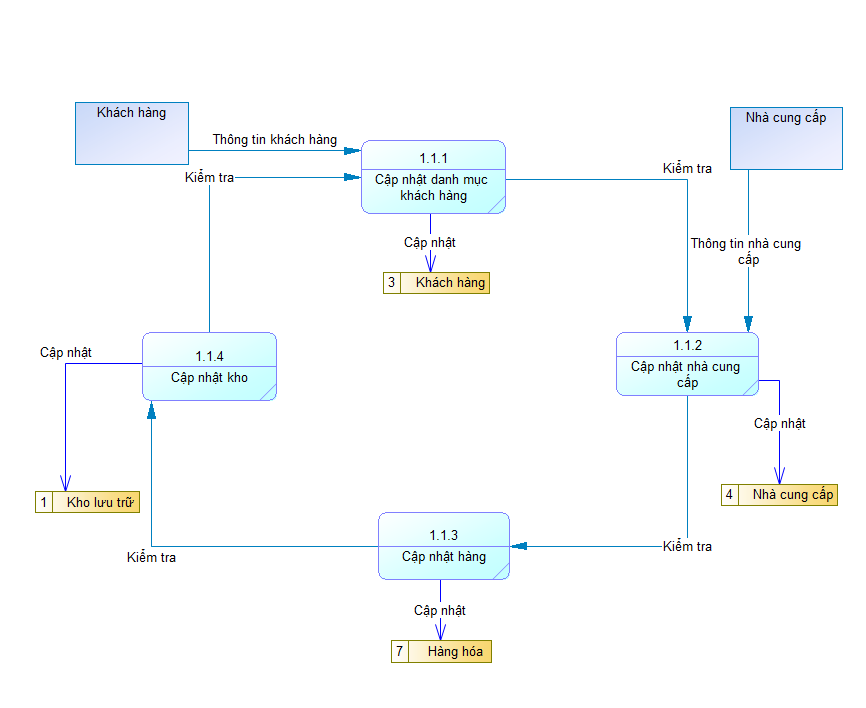 Khách hàng
Nhà cung cấp
Thông tin khách hàng
1.1.1
Cập nhật danh mục
khách hàng
Kiểm tra
Kiểm tra
Cập nhật
Thông tin nhà cung
cấp
3 Khách hàng
1.1.4
Cập nhật kho
Cập nhật
1.1.2
Cập nhật nhà cung
cấp
Cập nhật
1 Kho lưu trữ
4 Nhà cung cấp
1.1.3
Cập nhật hàng
Kiểm tra
Kiểm tra
Cập nhật
7 Hàng hóa